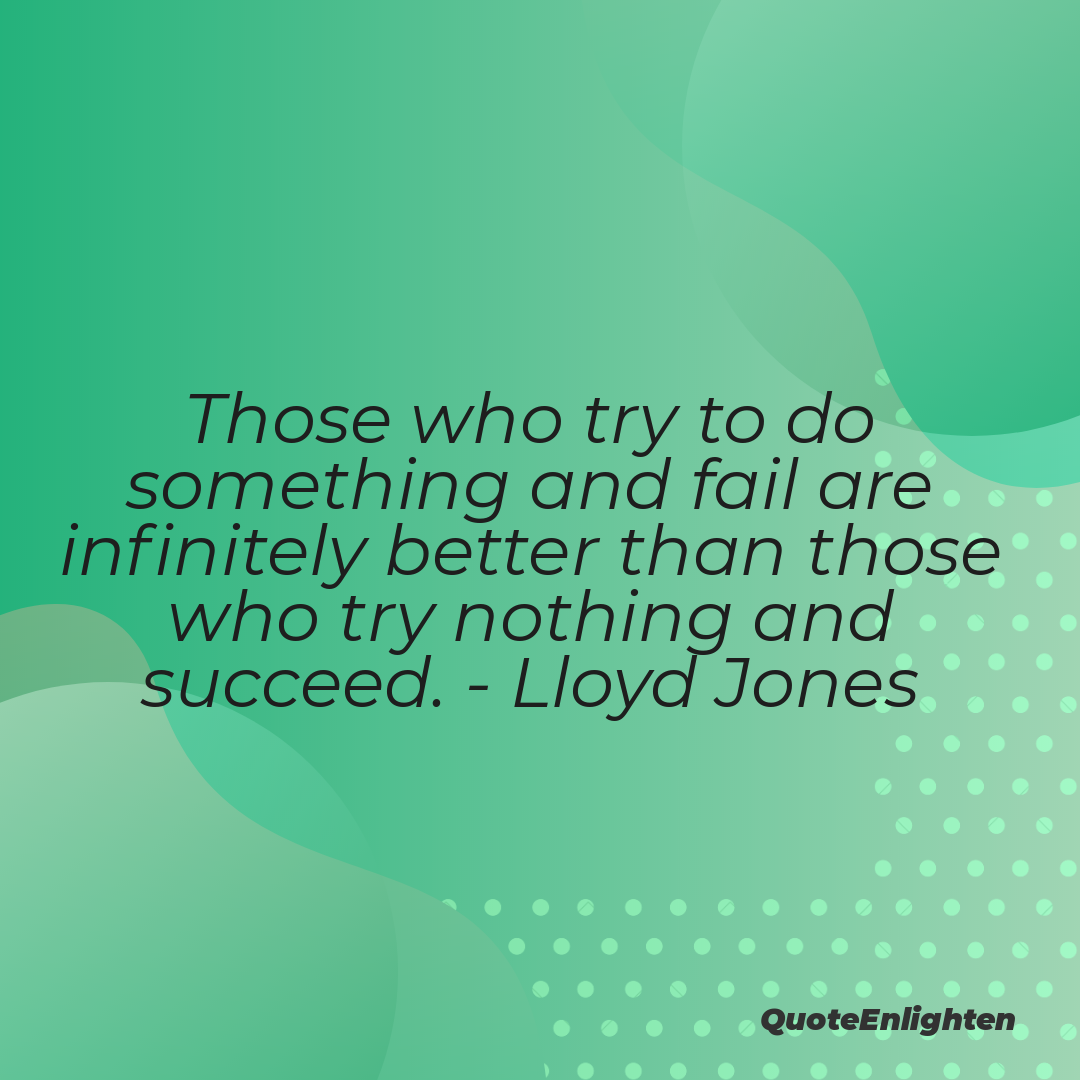 Those who try to do
something and fail are
infinitely better than those
who try nothing and
succeed. - Lloyd Jones
QuoteEnlighten